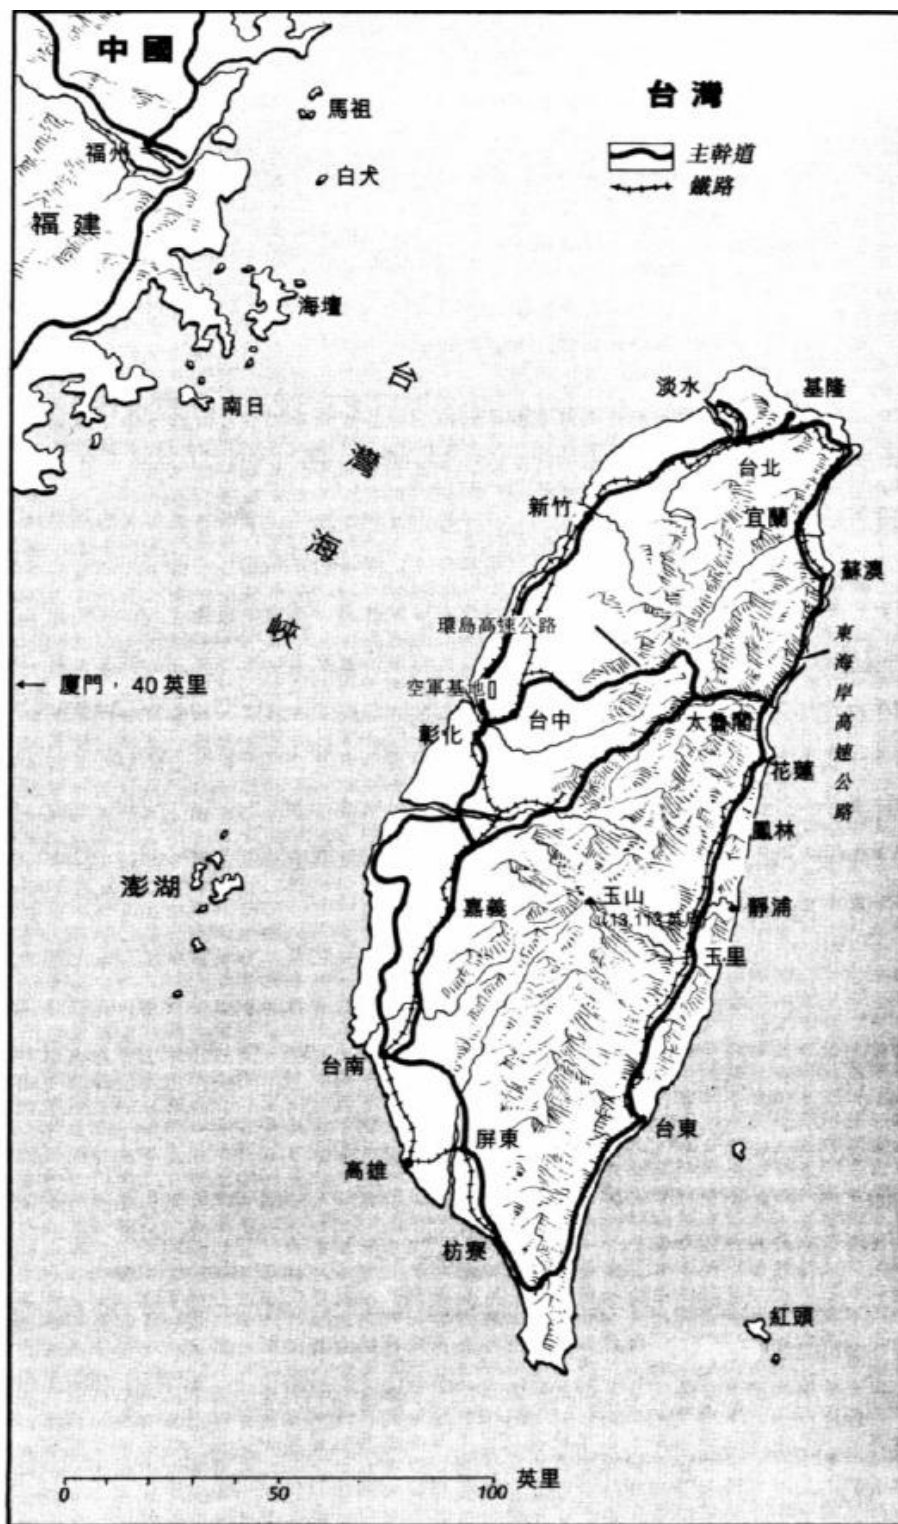 中國
台灣
主幹道
鐵路
馬祖
福州
白犬
福建
海壇
南日
台灣海峽
淡水
基隆
台北
新竹
宜蘭
蘇澳
環島高速公路
東海岸高速公路
← 廈門,40英里
空軍基地
台中
太魯閣
彰化
花蓮
鳳林
澎湖
嘉義
玉山
靜浦
玉里
台南
台東
屏東
高雄
枋寮
紅頭
英里
0 50 100